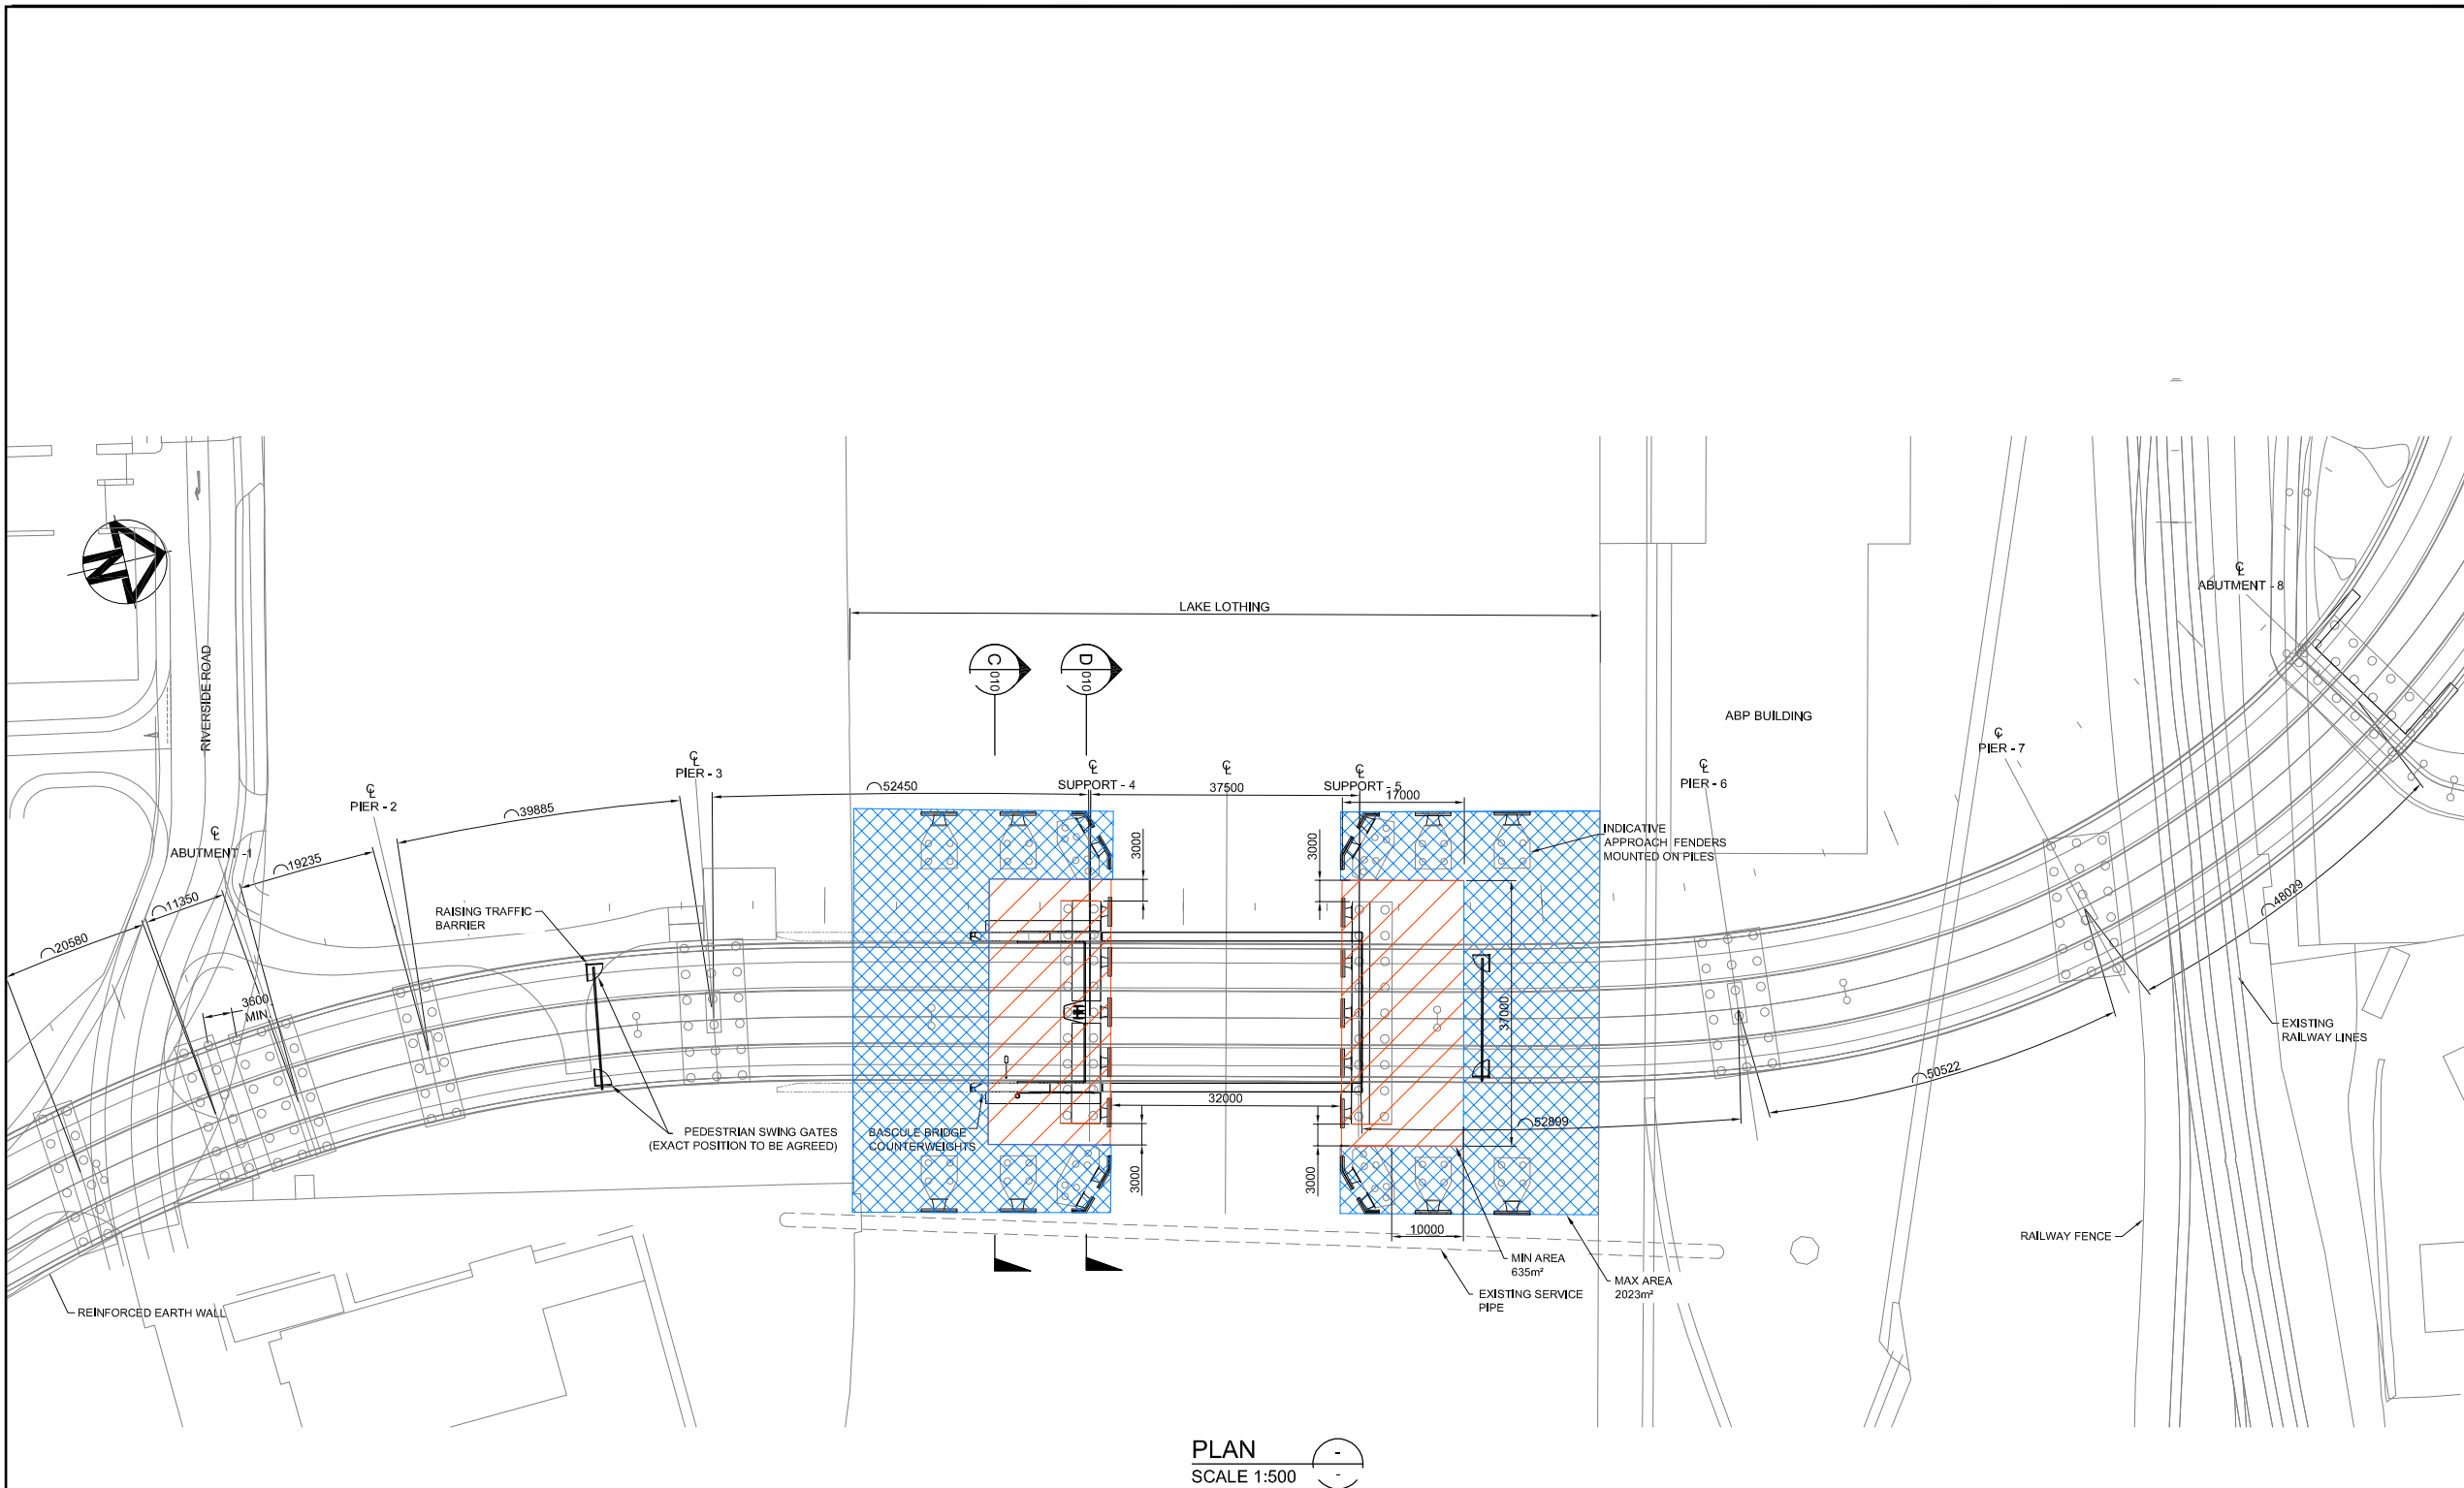 LAKE LOTHING
C
010
D
010
N
RIVERSIDE ROAD
ABP BUILDING
℄
ABUTMENT - 8
℄
PIER - 7
℄
PIER - 6
℄
SUPPORT - 5
℄
37500
℄
SUPPORT - 4
℄
PIER - 3
℄
PIER - 2
℄
ABUTMENT -1
52450
17000
39885
19235
11350
20580
3600
MIN.
3000
3000
INDICATIVE
APPROACH FENDERS
MOUNTED ON PILES
RAISING TRAFFIC
BARRIER
37000
48029
EXISTING
RAILWAY LINES
50522
32000
52899
PEDESTRIAN SWING GATES
(EXACT POSITION TO BE AGREED)
BASCULE BRIDGE
COUNTERWEIGHTS
3000
3000
10000
MIN AREA
635m²
MAX AREA
2023m²
EXISTING SERVICE
PIPE
RAILWAY FENCE
REINFORCED EARTH WALL
PLAN
SCALE 1:500
-
-